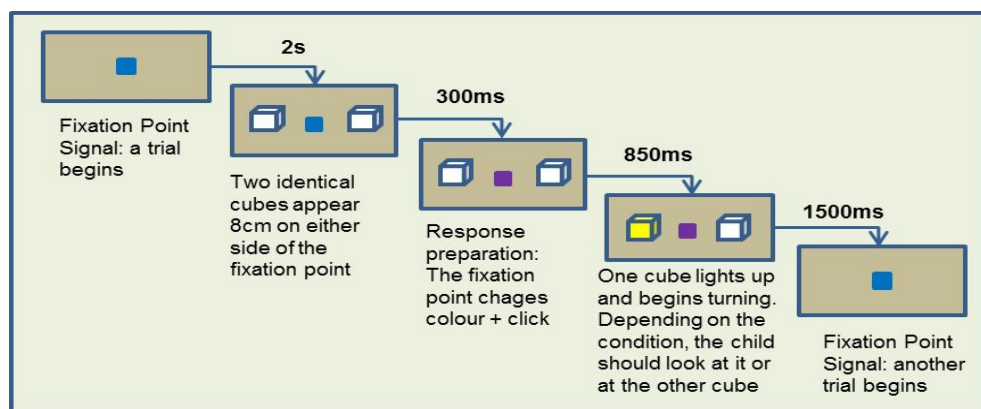 2s
Fixation Point
Signal: a trial
begins
300ms
Two identical
cubes appear
8cm on either
side of the
fixation point
850ms
Response
preparation:
The fixation
point chages
colour + click
1500ms
One cube lights up
and begins turning.
Depending on the
condition, the child
should look at it or
at the other cube
Fixation Point
Signal: another
trial begins